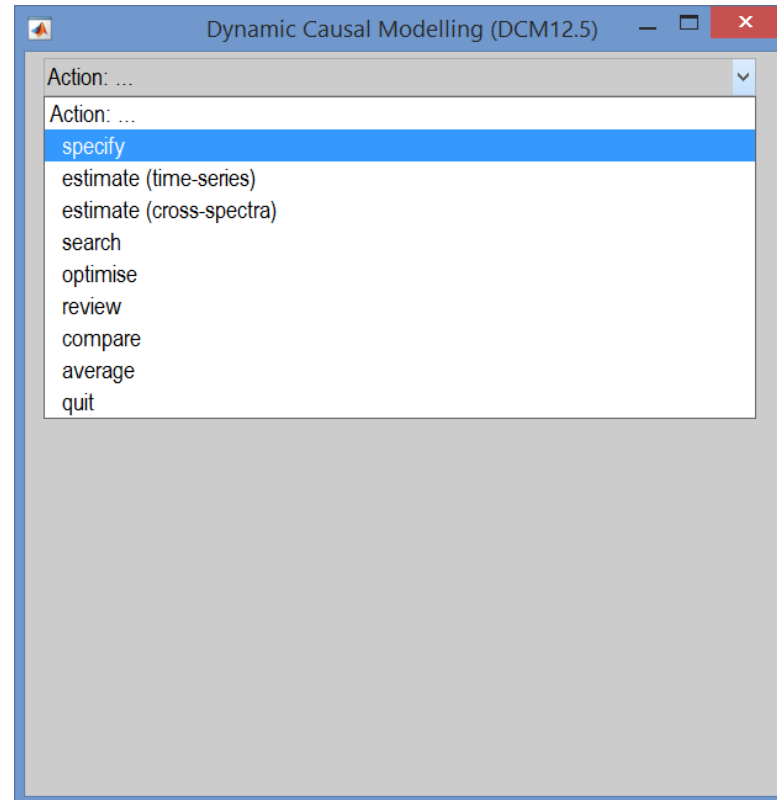 Dynamic Causal Modelling (DCM12.5)
Action: ...
Action: ...
specify
estimate (time-series)
estimate (cross-spectra)
search
optimise
review
compare
average
quit